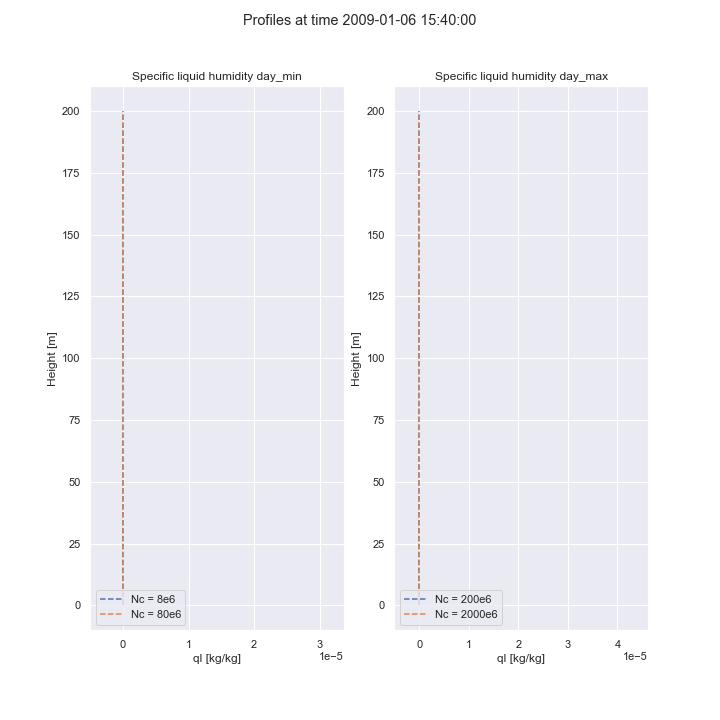 Profiles at time 2009-01-06 15:40:00
Specific liquid humidity day_min
Height [m]
200
175
150
125
100
75
50
25
0
Nc = 8e6
Nc = 80e6
0 1 2 3
1e−5
ql [kg/kg]
Specific liquid humidity day_max
Height [m]
200
175
150
125
100
75
50
25
0
Nc = 200e6
Nc = 2000e6
0 1 2 3 4
1e−5
ql [kg/kg]